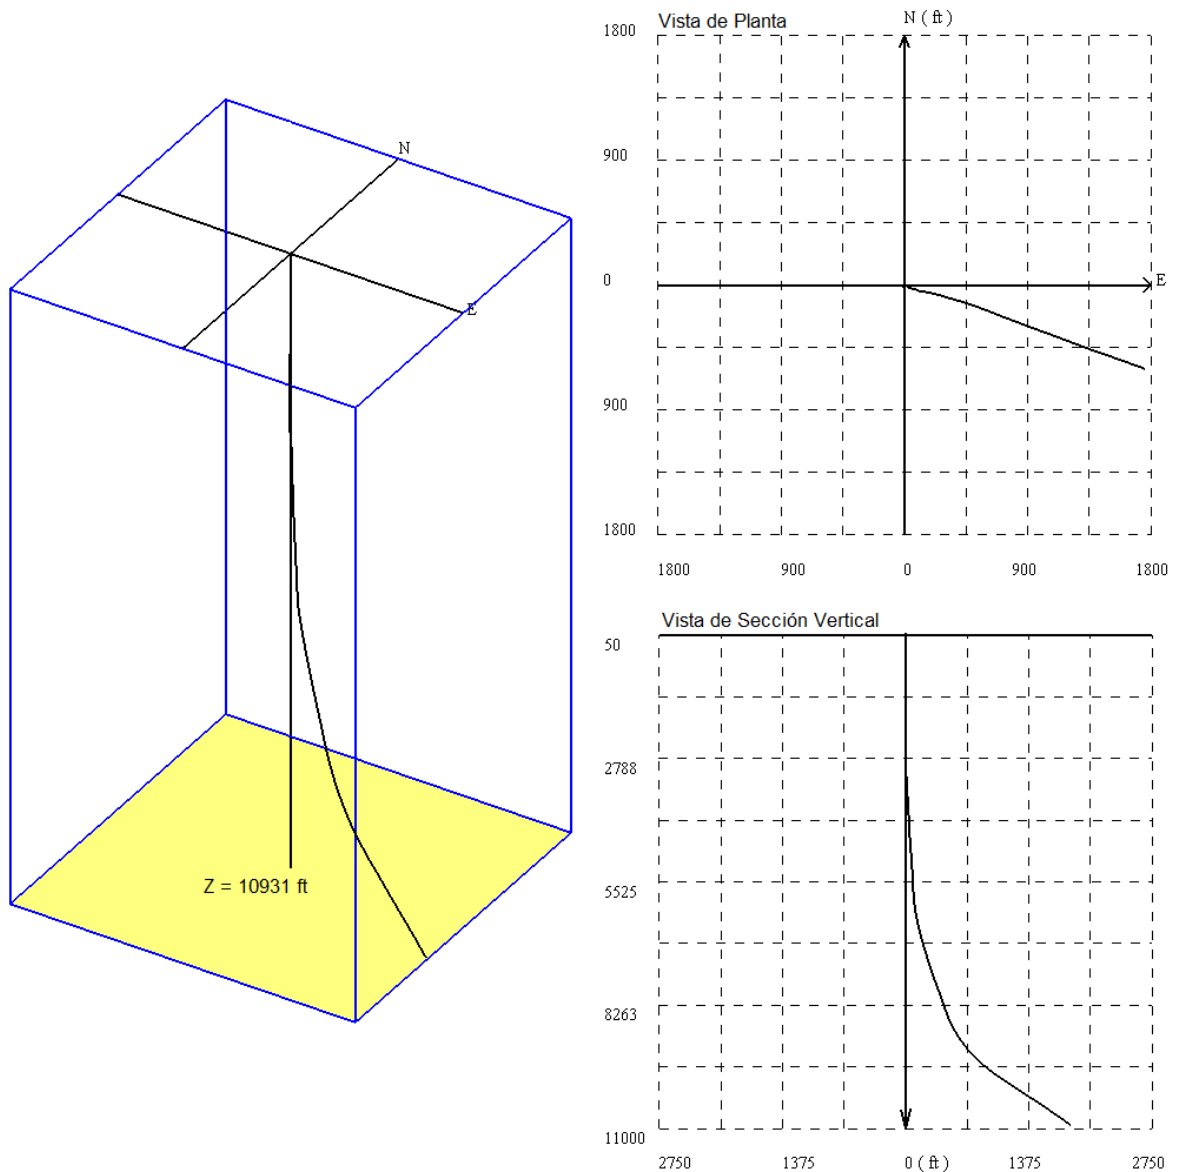 N
E
Z = 10931 ft
Vista de Planta
N ( ft )
1800
900
0
E
900
1800
1800 900 0 900 1800
Vista de Sección Vertical
50
2788
5525
8263
11000
2750 1375 0 ( ft ) 1375 2750